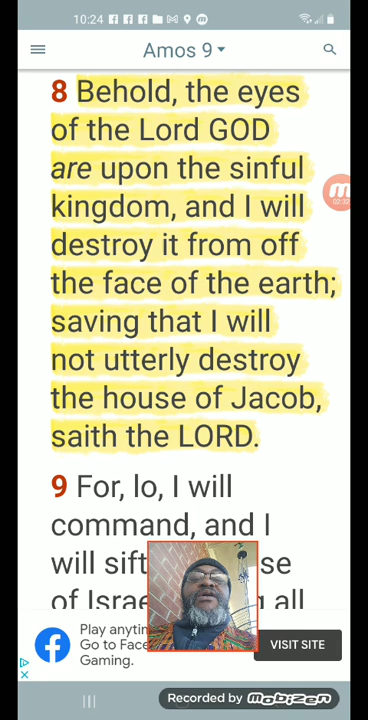 10:24
Amos 9
8 Behold, the eyes
of the Lord GOD
are upon the sinful
kingdom, and I will
destroy it from off
the face of the earth;
saving that I will
not utterly destroy
the house of Jacob,
saith the LORD.
9 For, lo, I will
command, and I
will sift se
of Israe all
Play anytin
Go to Face
Gaming.
VISIT SITE
Recorded by mobizen